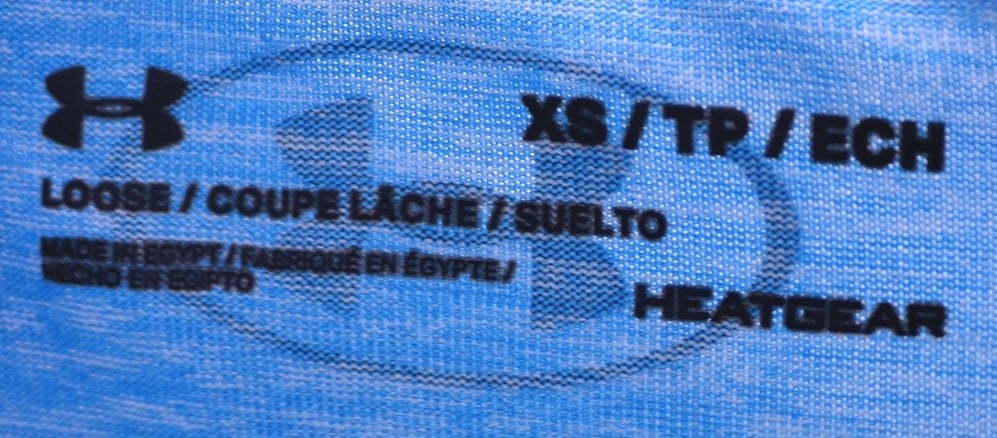 XS / TP / ECH
LOOSE / COUPE LÂCHE / SUELTO
MADE IN EGYPT / FABRIQUÉ EN ÉGYPTE /
HECHO EN EGIPTO
HEATGEAR